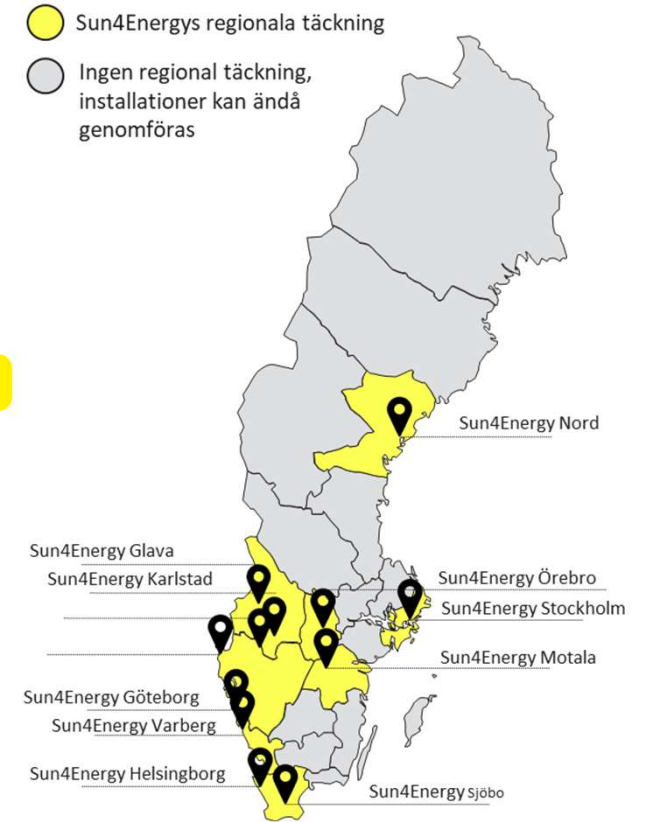 Sun4Energys regionala täckning
Ingen regional täckning,
installationer kan ändå
genomföras
Sun4Energy Nord
Sun4Energy Glava
Sun4Energy Karlstad
Sun4Energy Örebro
Sun4Energy Stockholm
Sun4Energy Motala
Sun4Energy Göteborg
Sun4Energy Varberg
Sun4Energy Helsingborg
Sun4Energy Sjöbo